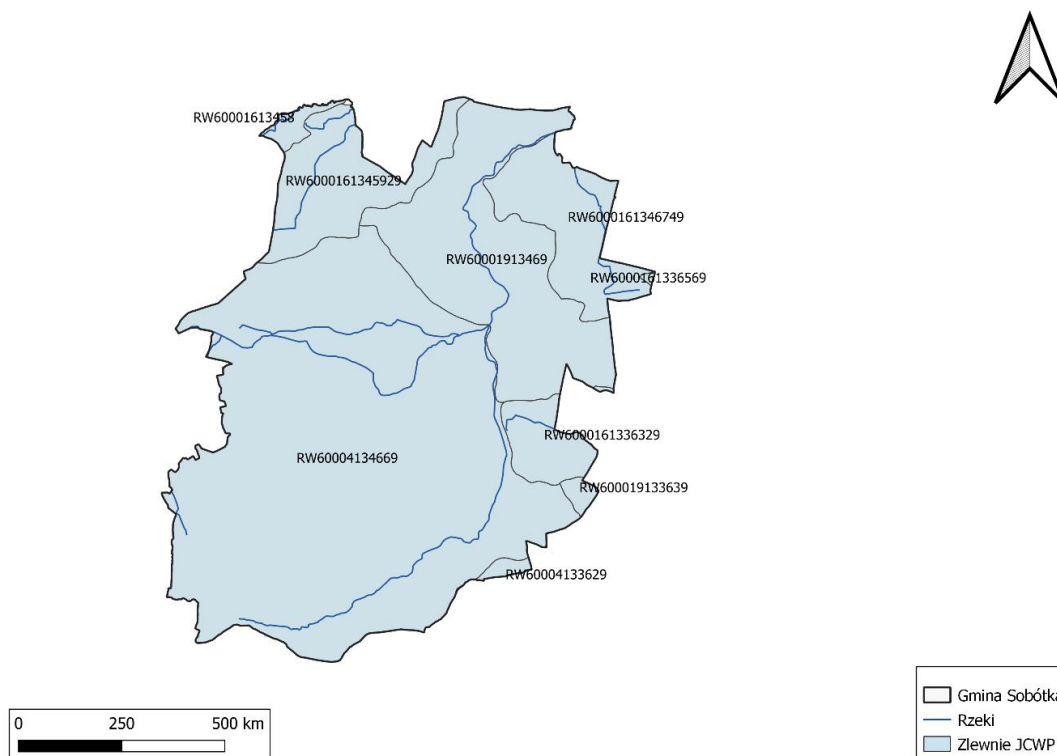 RW60001613458
RW6000161345929
RW6000161346749
RW60001913469
RW6000161336569
RW6000161336329
RW60004134669
RW600019133639
RW60004133629
0 250 500 km
Gmina Sobótka
Rzeki
Zlewnie JCWP